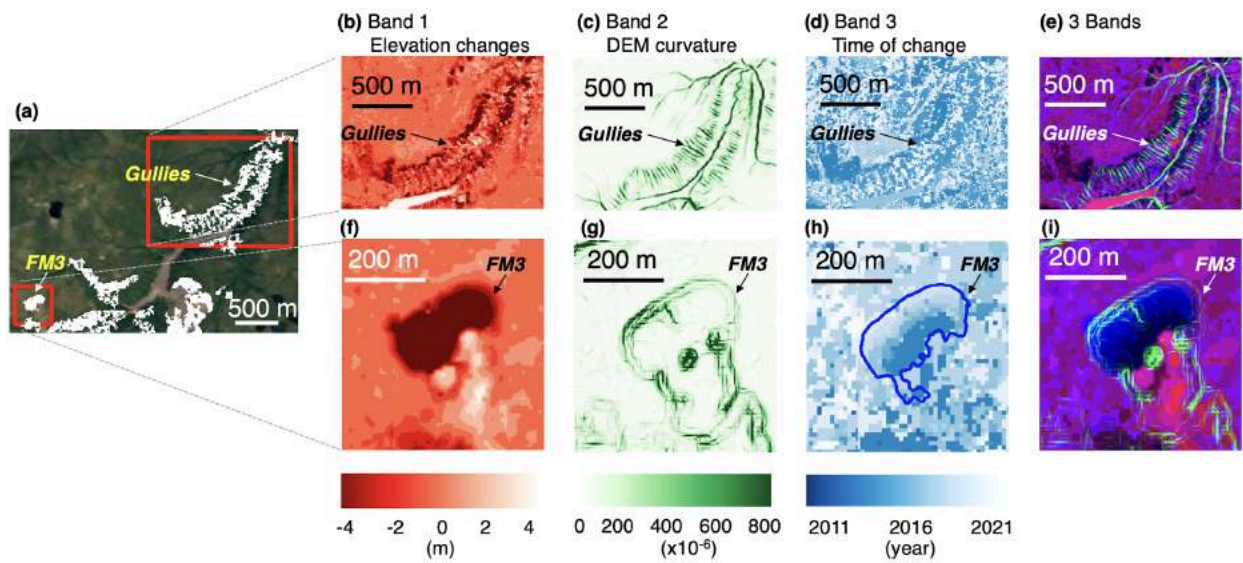 (b) Band 1
Elevation changes
(c) Band 2
DEM curvature
(d) Band 3
Time of change
(e) 3 Bands
(a)
Gullies
FM3
500 m
500 m
Gullies
500 m
Gullies
500 m
Gullies
500 m
Gullies
(f)
200 m
FM3
(g)
200 m
FM3
(h)
200 m
FM3
(i)
200 m
FM3
-4 -2 0 2 4
(m)
0 200 400 600 800
(x10⁻⁶)
2011 2016 2021
(year)